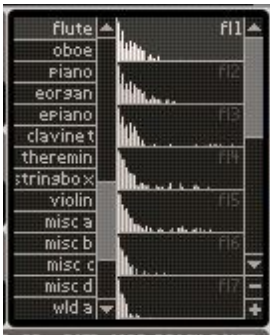 flute
oboe
piano
eorgan
epiano
clavinet
theremin
stringbox
violin
misc a
misc b
misc c
misc d
wld a
fl1
fl2
fl3
fl4
fl5
fl6
fl7